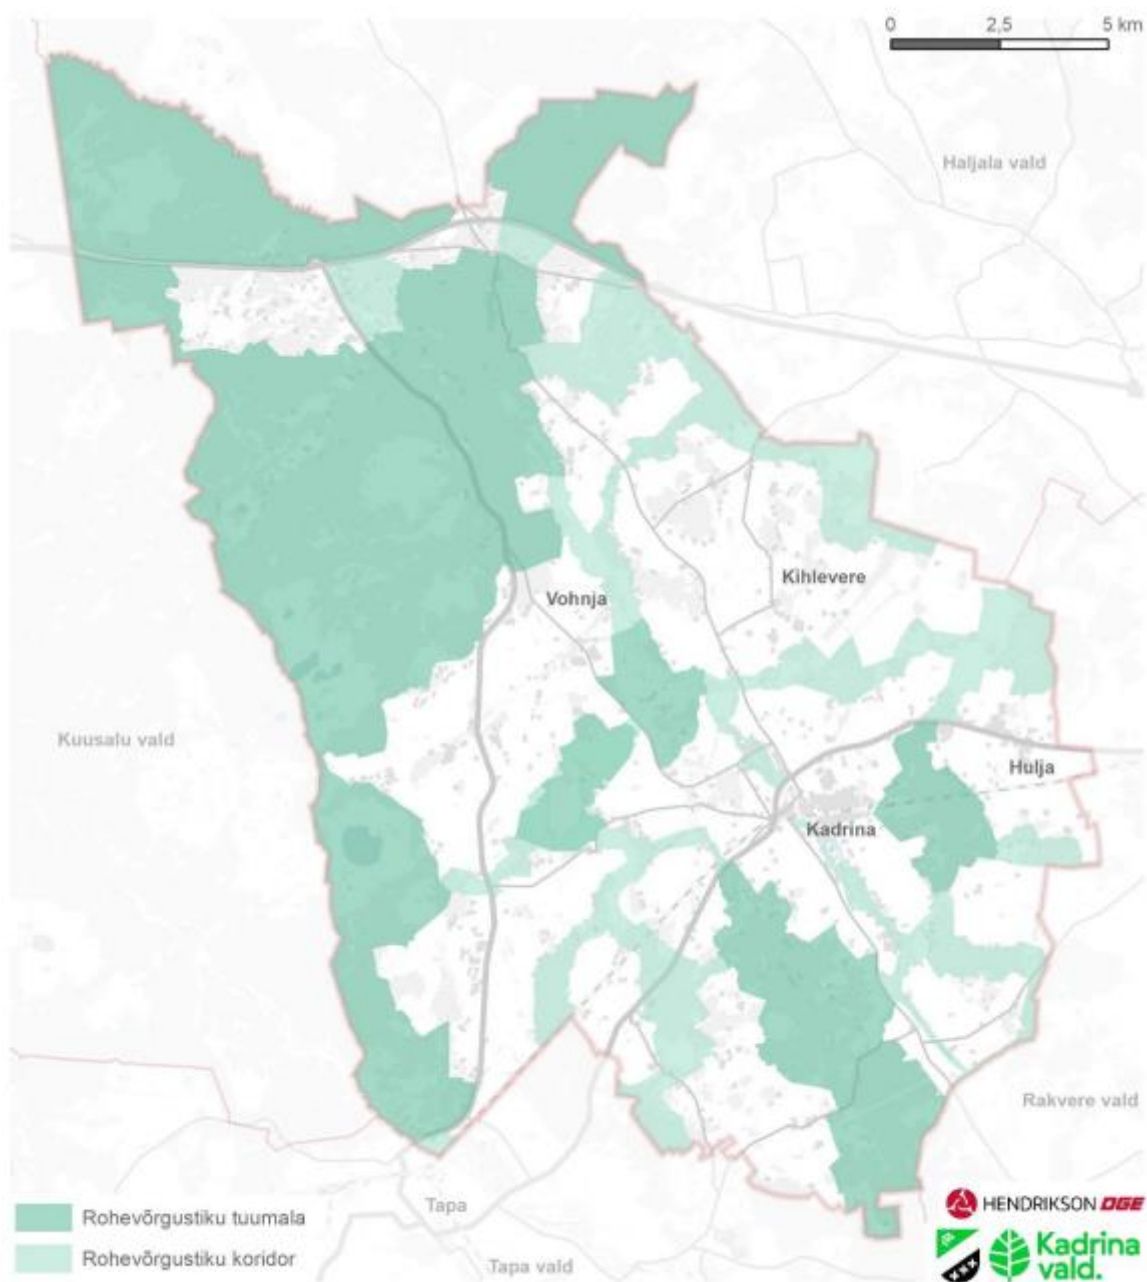 0 2,5 5 km
Haljala vald
Kihlevere
Vohnja
Kuusalu vald
Hulja
Kadrina
Rakvere vald
Tapa
Tapa vald
Rohevõrgustiku tuumala
Rohevõrgustiku koridor
HENDRIKSON DGE
Kadrina
vald.